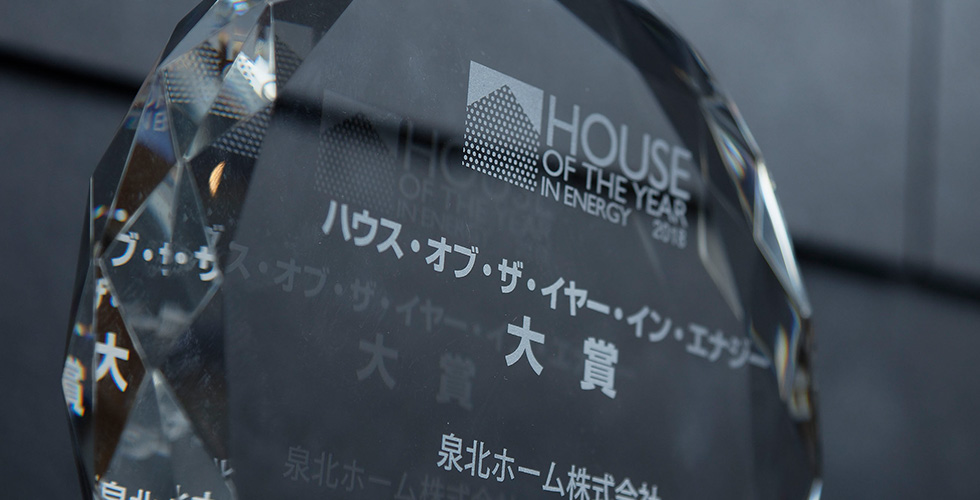 HOUSE
OF THE YEAR
IN ENERGY 2018
ハウス・オブ・ザ・イヤー・イン・エナジー
大賞
泉北ホーム株式会社